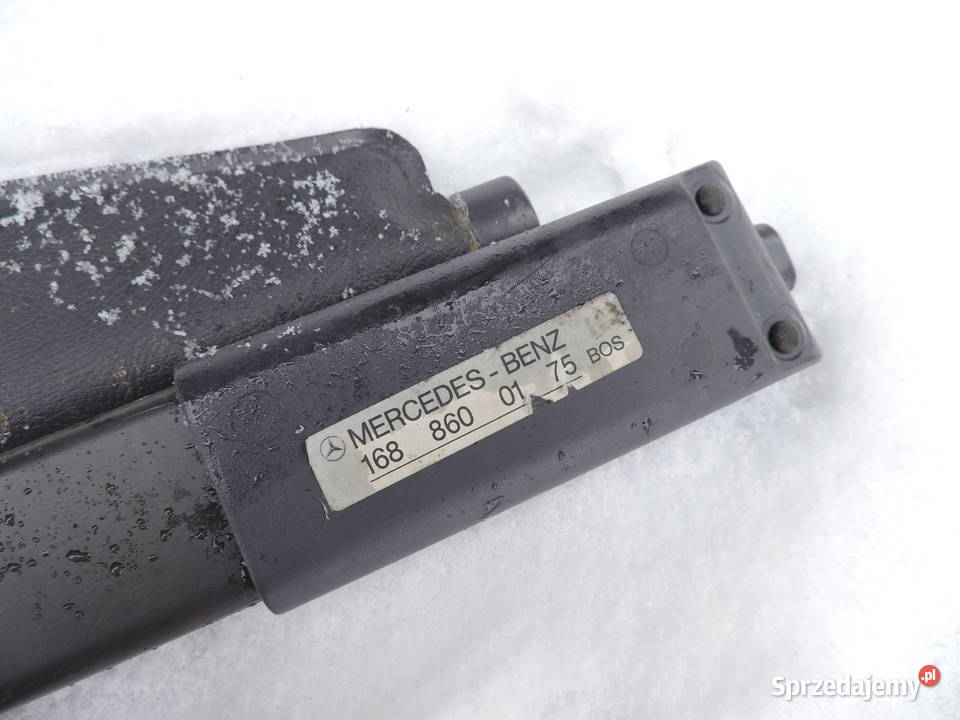 MERCEDES-BENZ
168 860 01 75 BOS
Sprzedajemy.pl